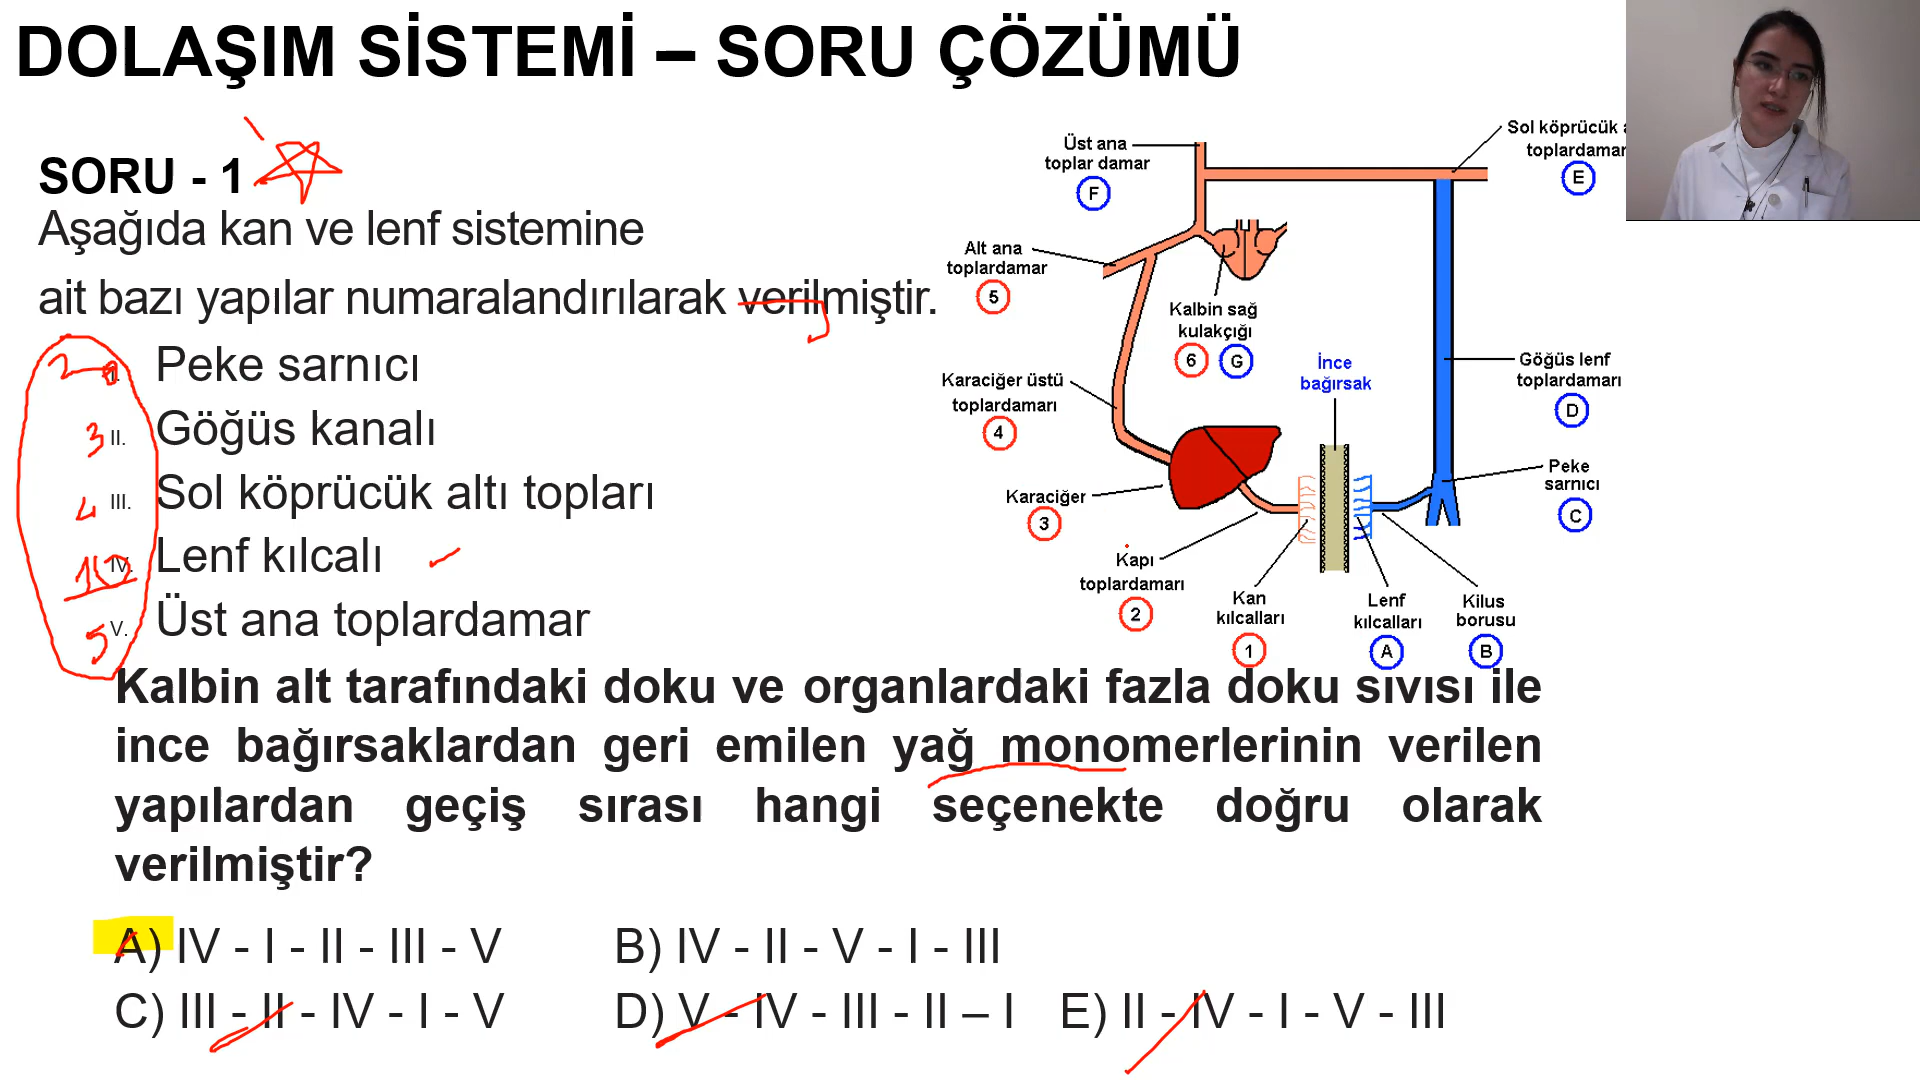 DOLAŞIM SİSTEMİ – SORU ÇÖZÜMÜ
SORU - 1
Aşağıda kan ve lenf sistemine
ait bazı yapılar numaralandırılarak verilmiştir.
2 I. Peke sarnıcı
3 II. Göğüs kanalı
4 III. Sol köprücük altı topları
IV. Lenf kılcalı
5 V. Üst ana toplardamar
Üst ana
toplar damar
F
Sol köprücük a
toplardamar
E
Alt ana
toplardamar
5
Kalbin sağ
kulakçığı
6 G
İnce
bağırsak
Göğüs lenf
toplardamarı
D
Karaciğer üstü
toplardamarı
4
Peke
sarnıcı
C
Karaciğer
3
Kapı
toplardamarı
2
Kan
kılcalları
1
Lenf
kılcalları
A
Kilus
borusu
B
Kalbin alt tarafındaki doku ve organlardaki fazla doku sıvısı ile
ince bağırsaklardan geri emilen yağ monomerlerinin verilen
yapılardan geçiş sırası hangi seçenekte doğru olarak
verilmiştir?
A) IV - I - II - III - V B) IV - II - V - I - III
C) III - II - IV - I - V D) V - IV - III - II – I E) II - IV - I - V - III